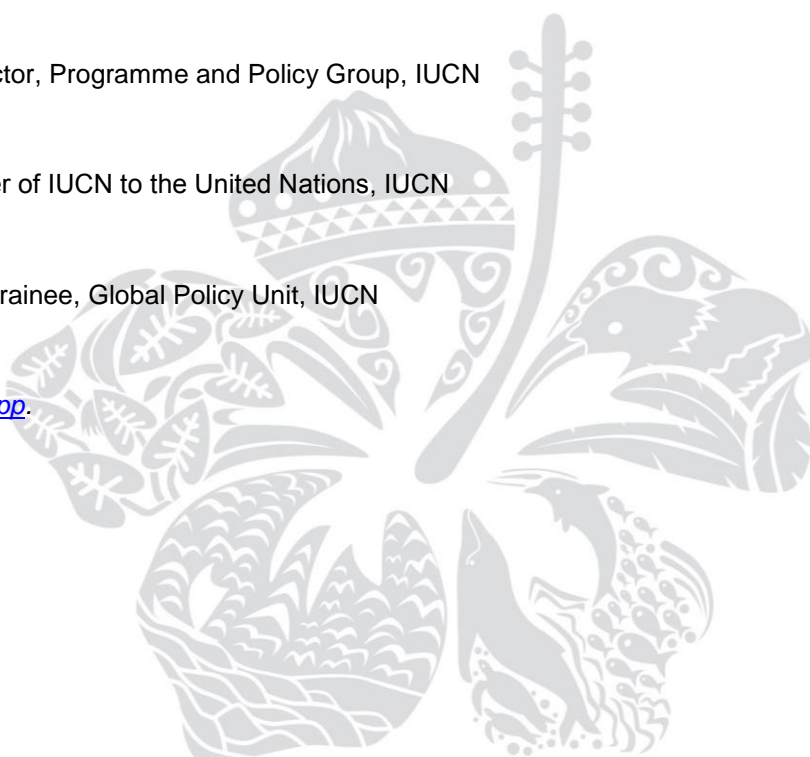 ctor, Programme and Policy Group, IUCN
er of IUCN to the United Nations, IUCN
rainee, Global Policy Unit, IUCN
pp.